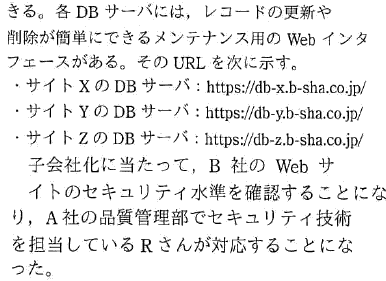 きる。各 DB サーバには，レコードの更新や
削除が簡単にできるメンテナンス用の Web インタ
フェースがある。その URL を次に示す。
・サイト X の DB サーバ：https://db-x.b-sha.co.jp/
・サイト Y の DB サーバ：https://db-y.b-sha.co.jp/
・サイト Z の DB サーバ：https://db-z.b-sha.co.jp/
子会社化に当たって，B 社の Web サ
イトのセキュリティ水準を確認することにな
り，A 社の品質管理部でセキュリティ技術
を担当している R さんが対応することにな
った。